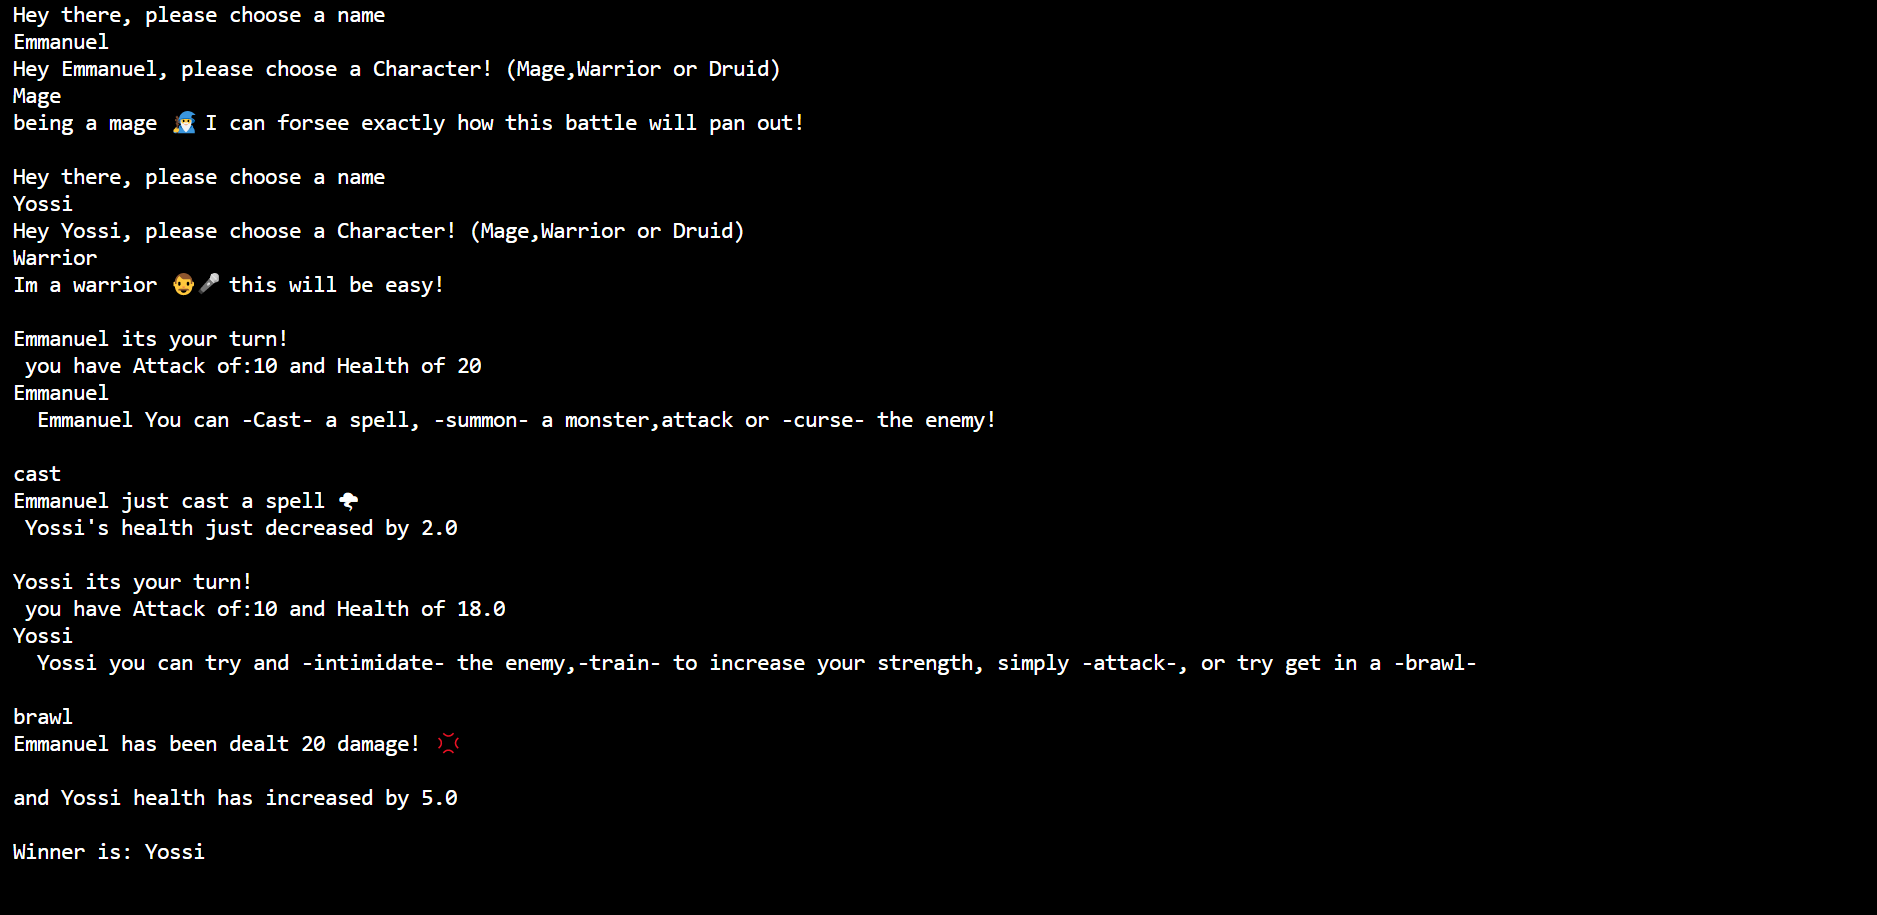 Hey there, please choose a name
Emmanuel
Hey Emmanuel, please choose a Character! (Mage,Warrior or Druid)
Mage
being a mage 🧙‍♂️ I can forsee exactly how this battle will pan out!
Hey there, please choose a name
Yossi
Hey Yossi, please choose a Character! (Mage,Warrior or Druid)
Warrior
Im a warrior 👨🎤 this will be easy!
Emmanuel its your turn!
you have Attack of:10 and Health of 20
Emmanuel
Emmanuel You can -Cast- a spell, -summon- a monster,attack or -curse- the enemy!
cast
Emmanuel just cast a spell 🌪
Yossi's health just decreased by 2.0
Yossi its your turn!
you have Attack of:10 and Health of 18.0
Yossi
Yossi you can try and -intimidate- the enemy,-train- to increase your strength, simply -attack-, or try get in a -brawl-
brawl
Emmanuel has been dealt 20 damage! 💢
and Yossi health has increased by 5.0
Winner is: Yossi